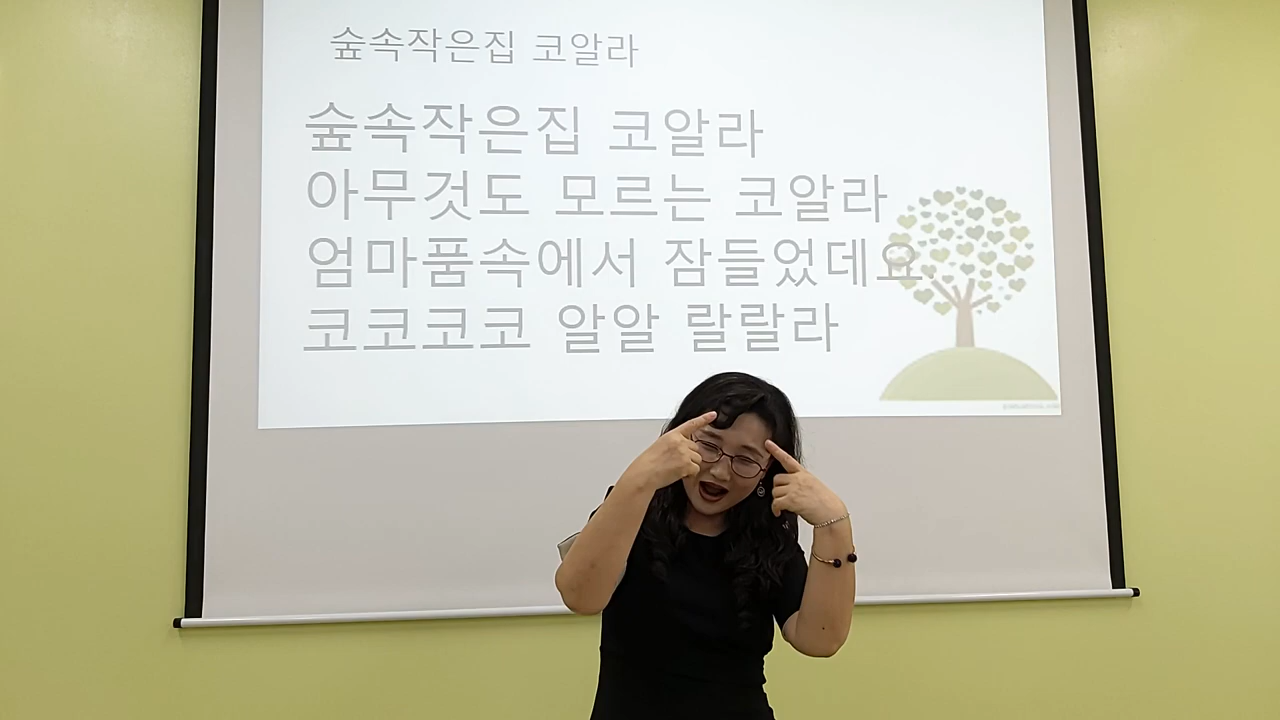 숲속작은집 코알라
숲속작은집 코알라
아무것도 모르는 코알라
엄마품속에서 잠들었데요.
코코코코 알알 랄랄라